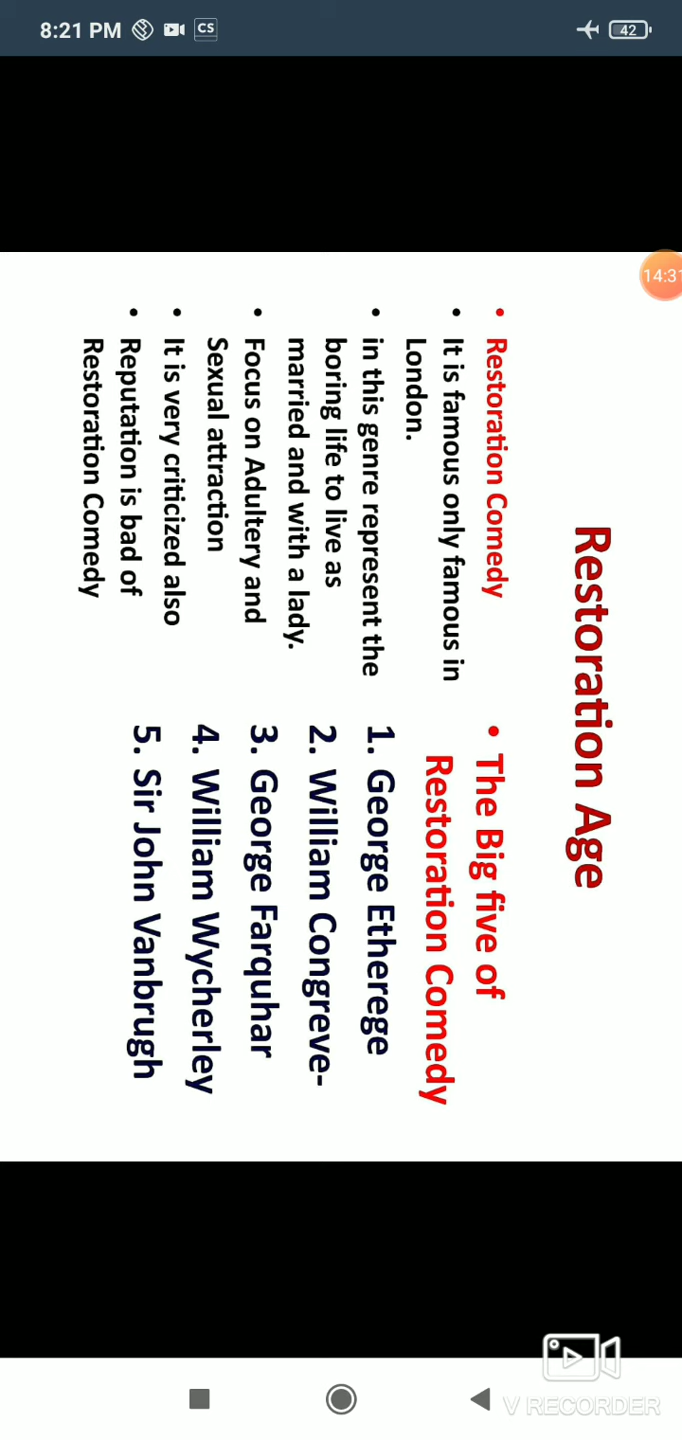 8:21 PM CS 42
14:31
Restoration Age
• Restoration Comedy
• It is famous only famous in
London.
• in this genre represent the
boring life to live as
married and with a lady.
• Focus on Adultery and
Sexual attraction
• It is very criticized also
• Reputation is bad of
Restoration Comedy
• The Big five of
Restoration Comedy
1. George Etherege
2. William Congreve-
3. George Farquhar
4. William Wycherley
5. Sir John Vanbrugh
V RECORDER